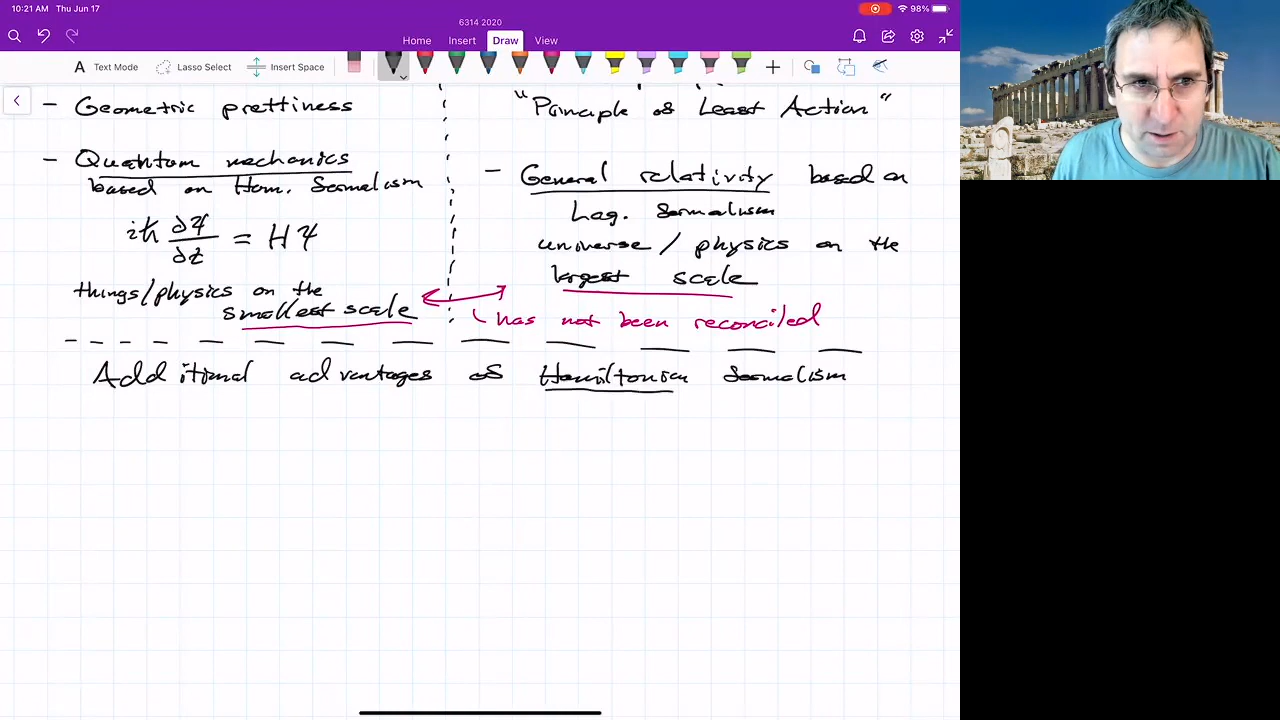 10:21 AM Thu Jun 17
98%
6314 2020
Home Insert Draw View
Text Mode Lasso Select Insert Space
- Geometric prettiness
"Principle of Least Action"
- Quantum mechanics
based on Ham. formalism
iħ ∂Ψ/∂t = HΨ
things/physics on the
smallest scale
- General relativity based on
Lag. formalism
universe/physics on the
largest scale
has not been reconciled
Additional advantages of Hamiltonian formalism